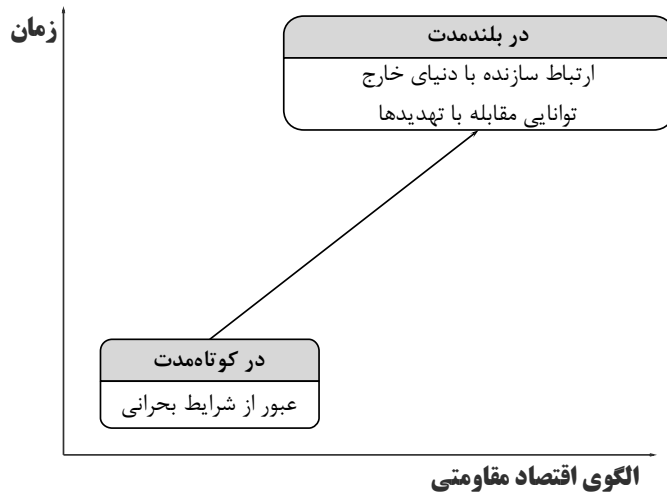 زمان
در بلندمدت
ارتباط سازنده با دنیای خارج
توانایی مقابله با تهدیدها
در کوتاه‌مدت
عبور از شرایط بحرانی
الگوی اقتصاد مقاومتی